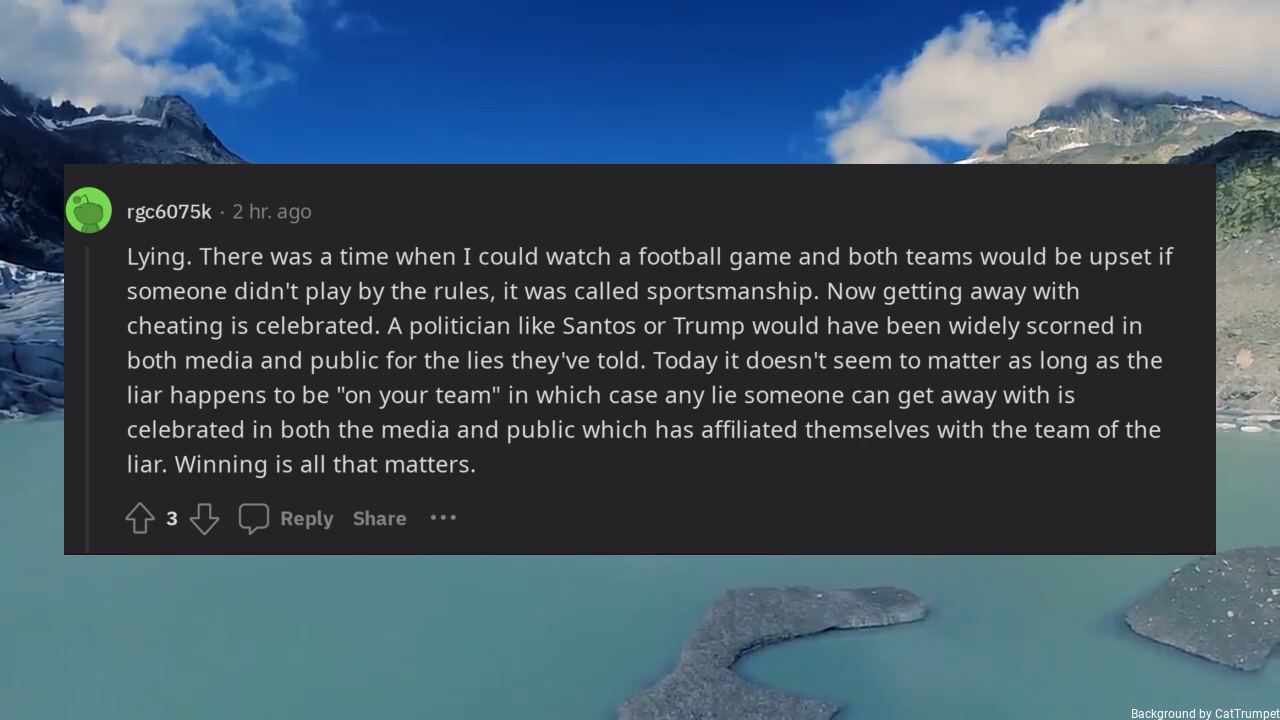 rgc6075k · 2 hr. ago
Lying. There was a time when I could watch a football game and both teams would be upset if
someone didn't play by the rules, it was called sportsmanship. Now getting away with
cheating is celebrated. A politician like Santos or Trump would have been widely scorned in
both media and public for the lies they've told. Today it doesn't seem to matter as long as the
liar happens to be "on your team" in which case any lie someone can get away with is
celebrated in both the media and public which has affiliated themselves with the team of the
liar. Winning is all that matters.
3 Reply Share •••
Background by CatTrumpet